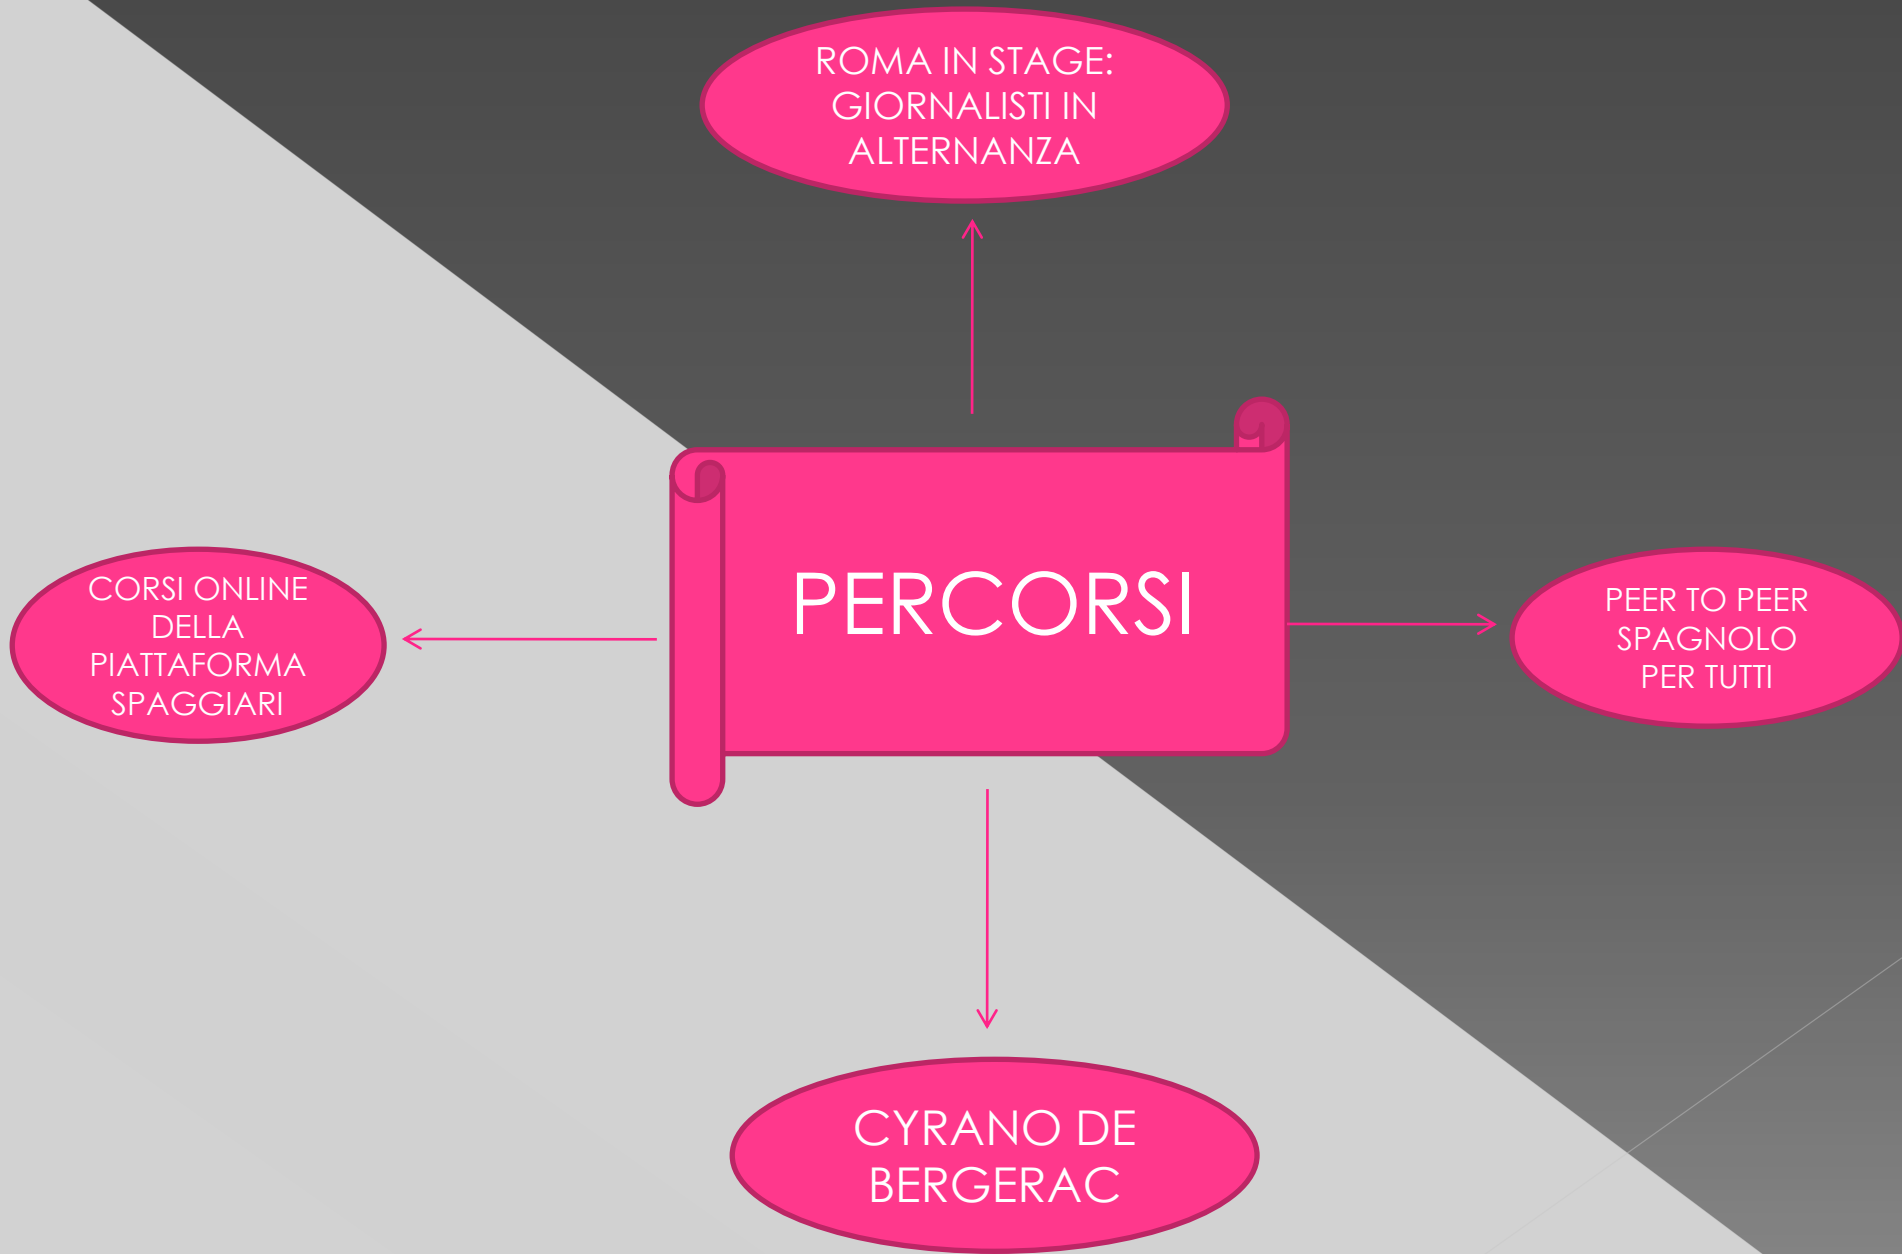 ROMA IN STAGE:
GIORNALISTI IN
ALTERNANZA
PERCORSI
CORSI ONLINE
DELLA
PIATTAFORMA
SPAGGIARI
PEER TO PEER
SPAGNOLO
PER TUTTI
CYRANO DE
BERGERAC